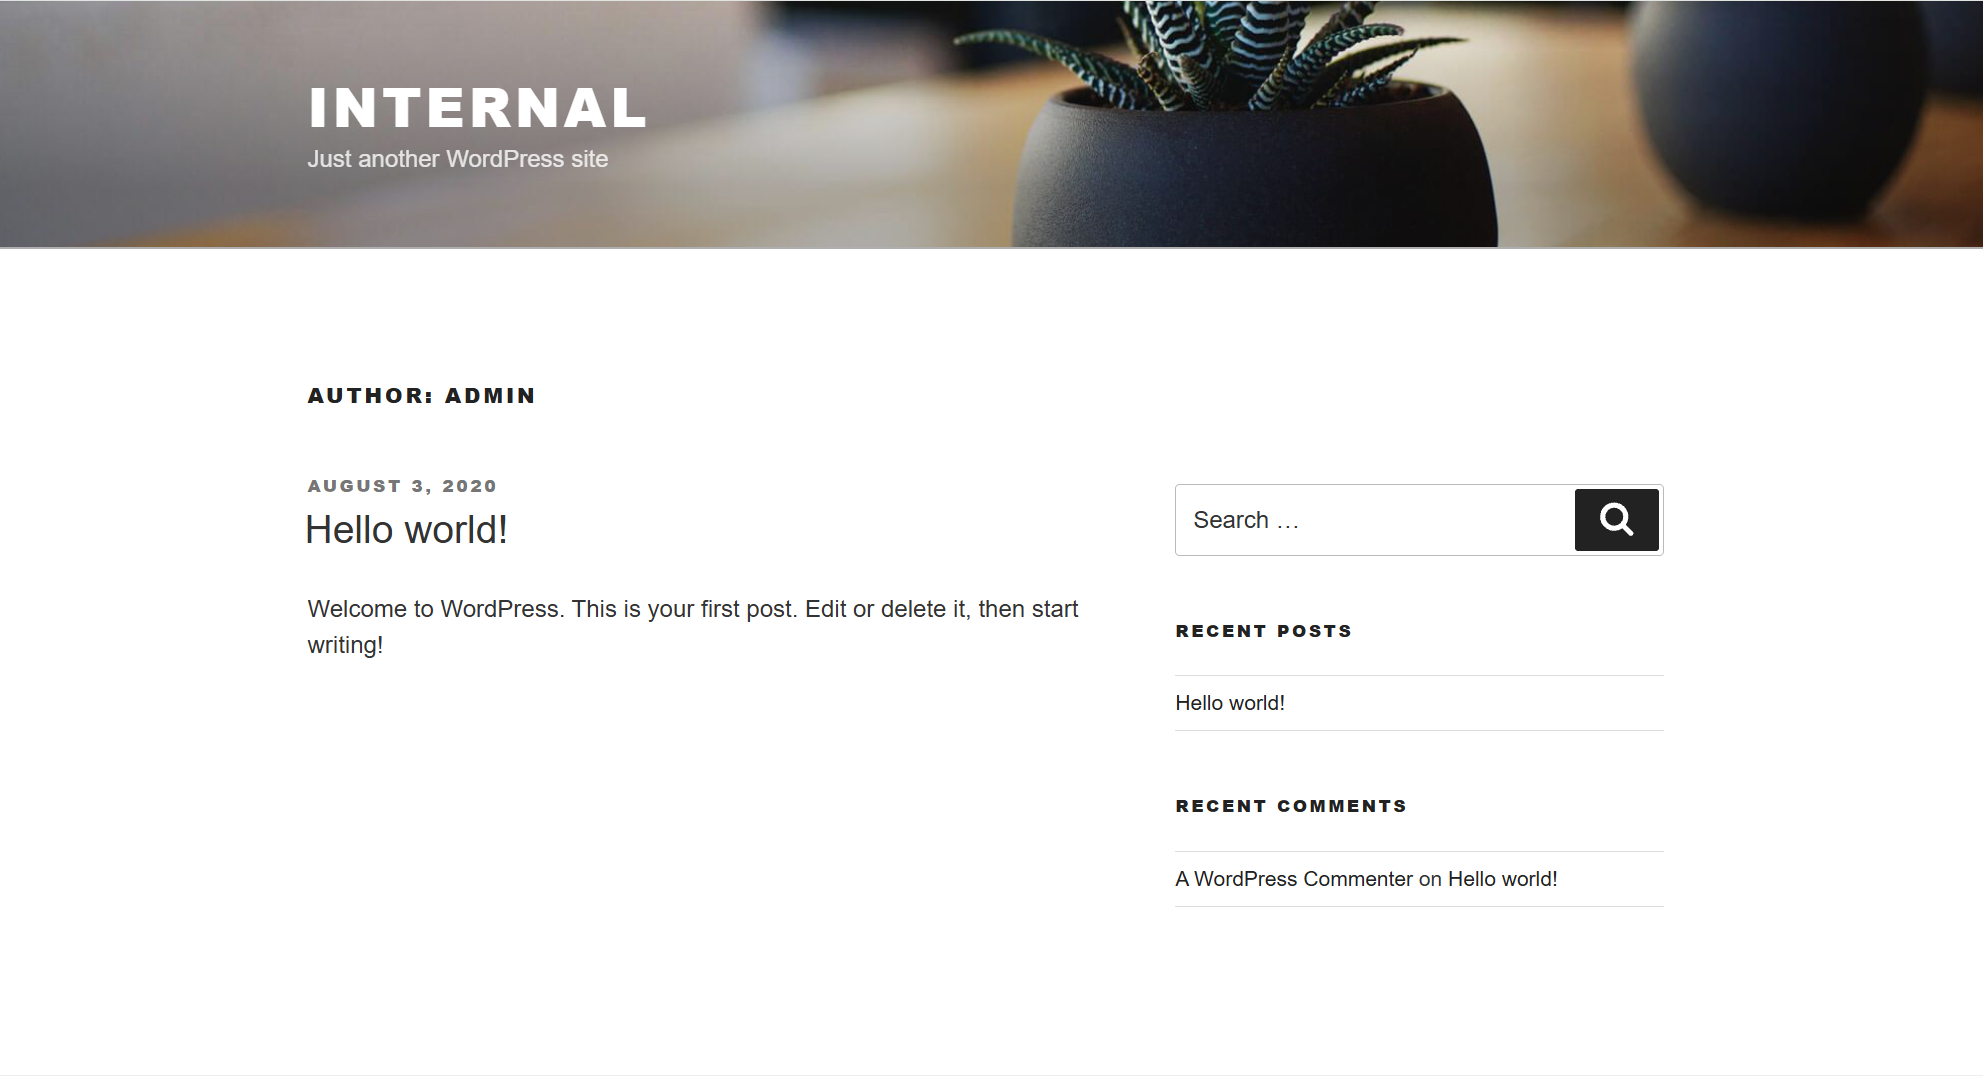 INTERNAL
Just another WordPress site
AUTHOR: ADMIN
AUGUST 3, 2020
Hello world!
Welcome to WordPress. This is your first post. Edit or delete it, then start
writing!
Search …
RECENT POSTS
Hello world!
RECENT COMMENTS
A WordPress Commenter on Hello world!